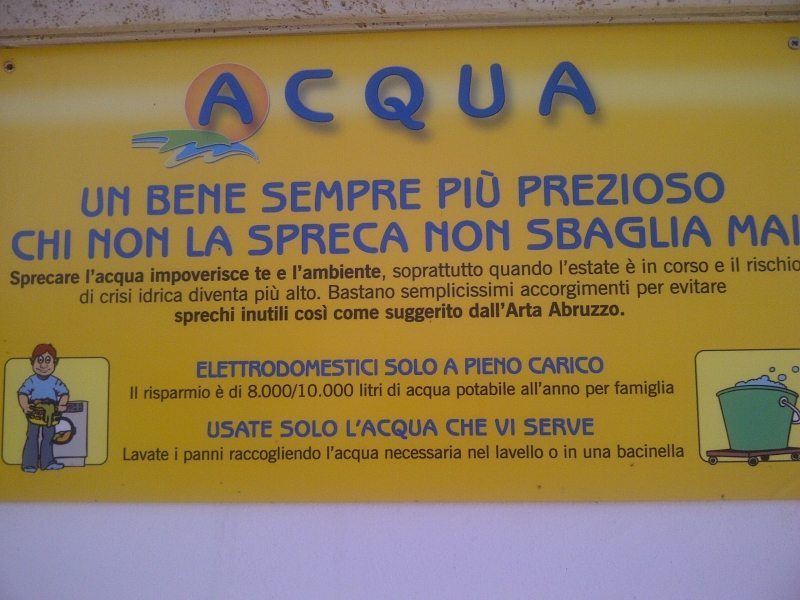 ACQUA
UN BENE SEMPRE PIÙ PREZIOSO
CHI NON LA SPRECA NON SBAGLIA MAI
Sprecare l'acqua impoverisce te e l'ambiente, soprattutto quando l'estate è in corso e il rischio
di crisi idrica diventa più alto. Bastano semplicissimi accorgimenti per evitare
sprechi inutili così come suggerito dall'Arta Abruzzo.
ELETTRODOMESTICI SOLO A PIENO CARICO
Il risparmio è di 8.000/10.000 litri di acqua potabile all'anno per famiglia
USATE SOLO L'ACQUA CHE VI SERVE
Lavate i panni raccogliendo l'acqua necessaria nel lavello o in una bacinella